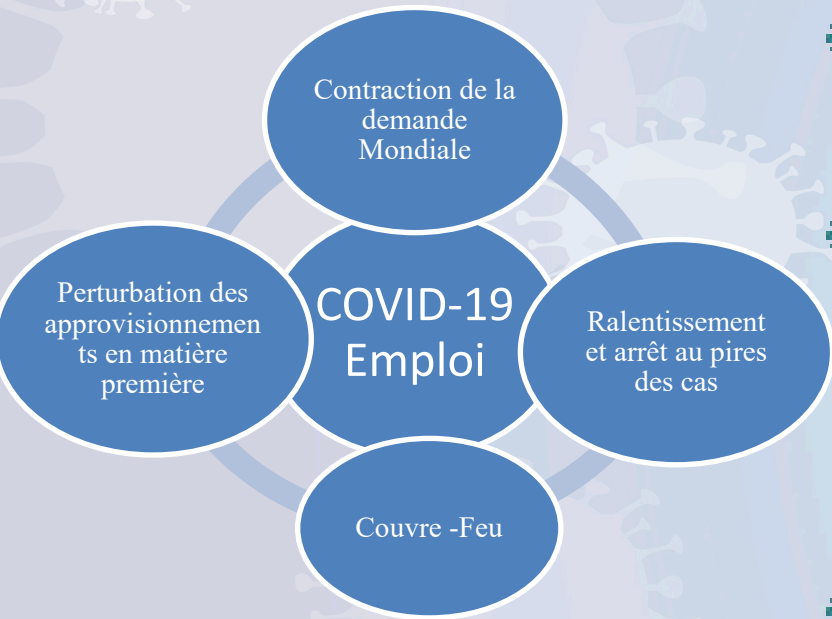 Contraction de la
demande
Mondiale
Perturbation des
approvisionnemen
ts en matière
première
COVID-19
Emploi
Ralentissement
et arrêt au pires
des cas
Couvre -Feu